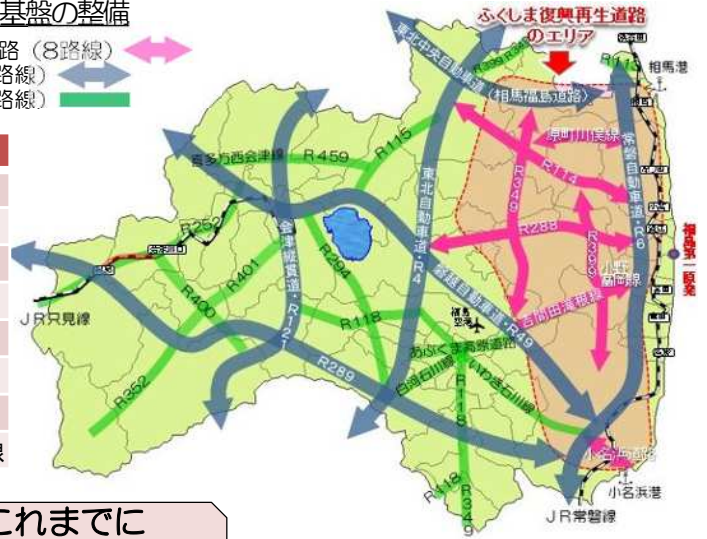 基盤の整備
路（8路線）
路線）
路線）
線
これまでに
ふくしま復興再生道路
のエリア
東北中央自動車道
（相馬福島道路）
R399
R115
相馬港
原町川俣線
R114
R349
常磐自動車道・R6
R288
R399
小野
富岡線
吉間田滝根線
福島第一原発
喜多方西会津線
R459
R115
東北自動車道・R4
R252
会津縦貫道・R121
R294
R401
R400
磐越自動車道・R49
福島
空港
R118
あぶくま高原道路
白河石川線
いわき石川線
JR只見線
R352
R289
R118
R118
R349
小名浜道路
小名浜港
JR常磐線